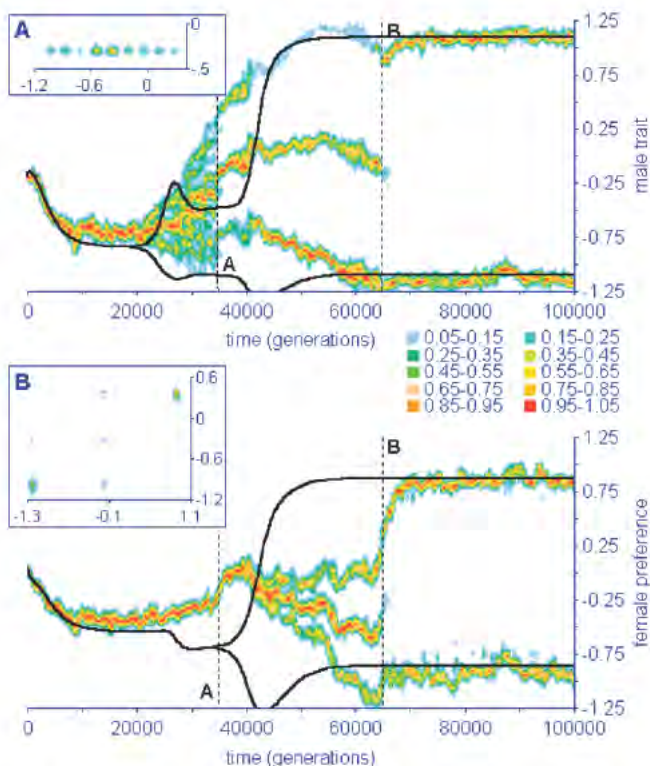 A
0
-.5
-1.2 -0.6 0
B
1.25
0.75
0.25
-0.25
-0.75
-1.25
male trait
A
0 20000 40000 60000 80000 100000
time (generations)
0.05-0.15 0.15-0.25
0.25-0.35 0.35-0.45
0.45-0.55 0.55-0.65
0.65-0.75 0.75-0.85
0.85-0.95 0.95-1.05
B
0.6
0
-0.6
-1.2
-1.3 -0.1 1.1
B
1.25
0.75
0.25
-0.25
-0.75
-1.25
female preference
A
0 20000 40000 60000 80000 100000
time (generations)